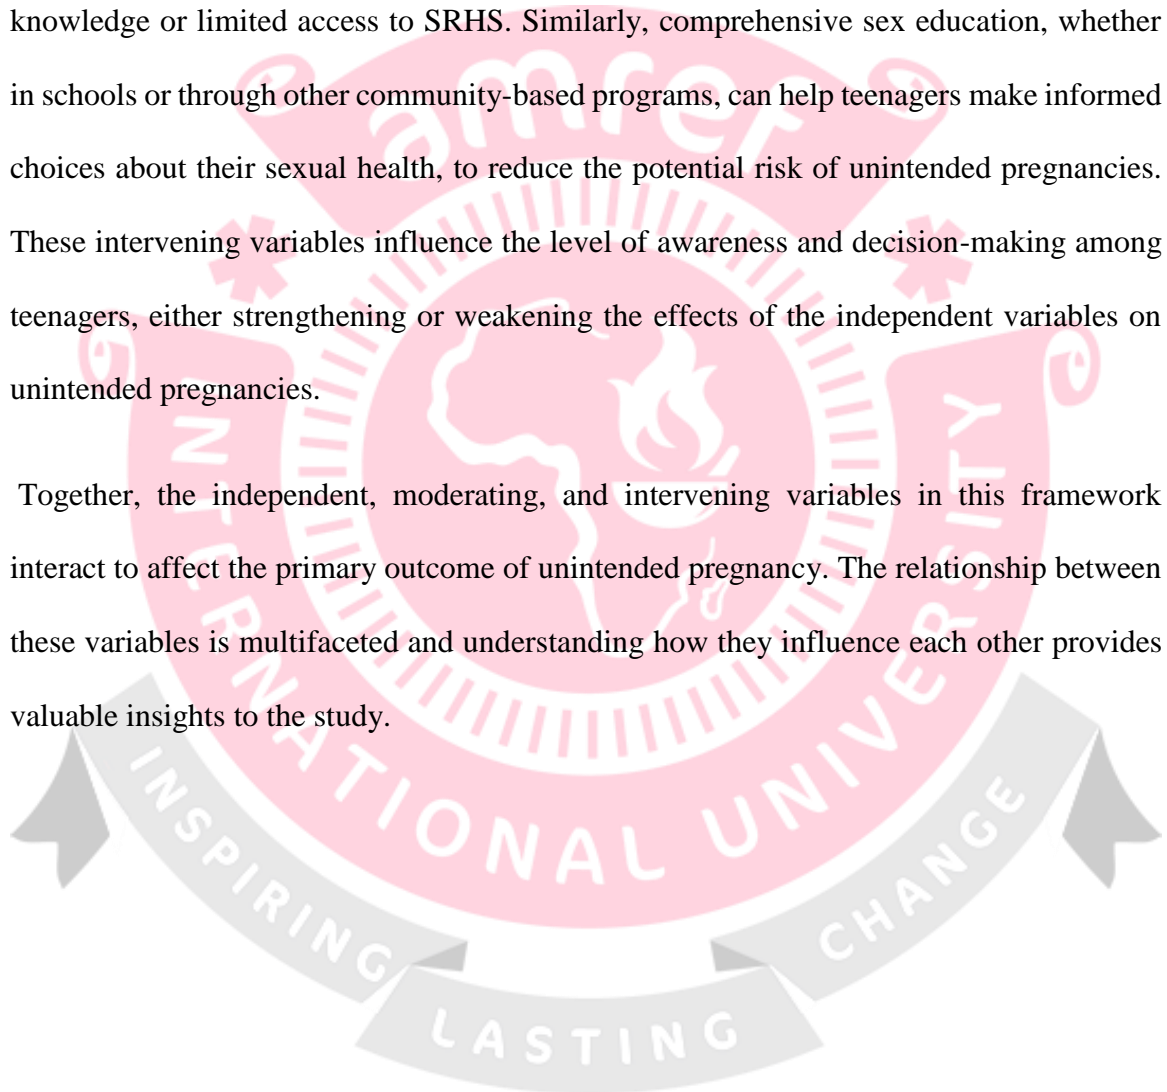 knowledge or limited access to SRHS. Similarly, comprehensive sex education, whether
in schools or through other community-based programs, can help teenagers make informed
choices about their sexual health, to reduce the potential risk of unintended pregnancies.
These intervening variables influence the level of awareness and decision-making among
teenagers, either strengthening or weakening the effects of the independent variables on
unintended pregnancies.
Together, the independent, moderating, and intervening variables in this framework
interact to affect the primary outcome of unintended pregnancy. The relationship between
these variables is multifaceted and understanding how they influence each other provides
valuable insights to the study.
amref
INTERNATIONAL UNIVERSITY
INSPIRING LASTING CHANGE